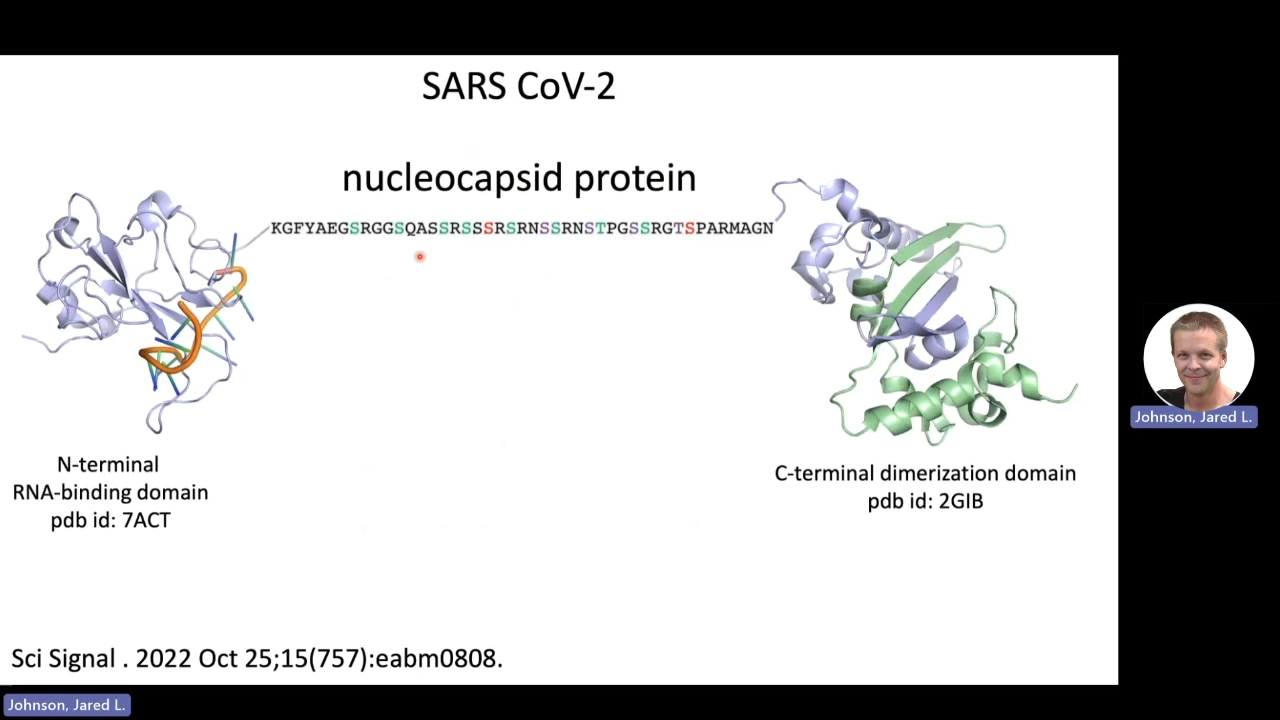 SARS CoV-2
nucleocapsid protein
KGFYAEGSRGGSQASSRSSSRSRNSSRNSTPGSSRGTSPARMAGN
N-terminal
RNA-binding domain
pdb id: 7ACT
C-terminal dimerization domain
pdb id: 2GIB
Johnson, Jared L.
Sci Signal . 2022 Oct 25;15(757):eabm0808.
Johnson, Jared L.